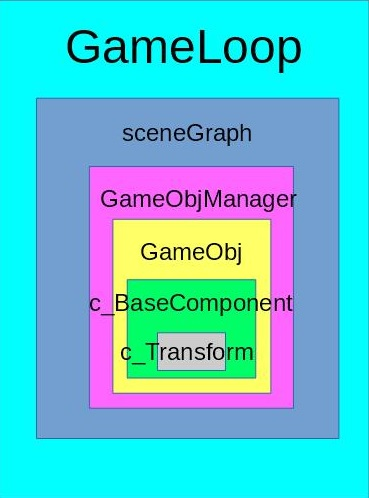 GameLoop
sceneGraph
GameObjManager
GameObj
c_BaseComponent
c_Transform